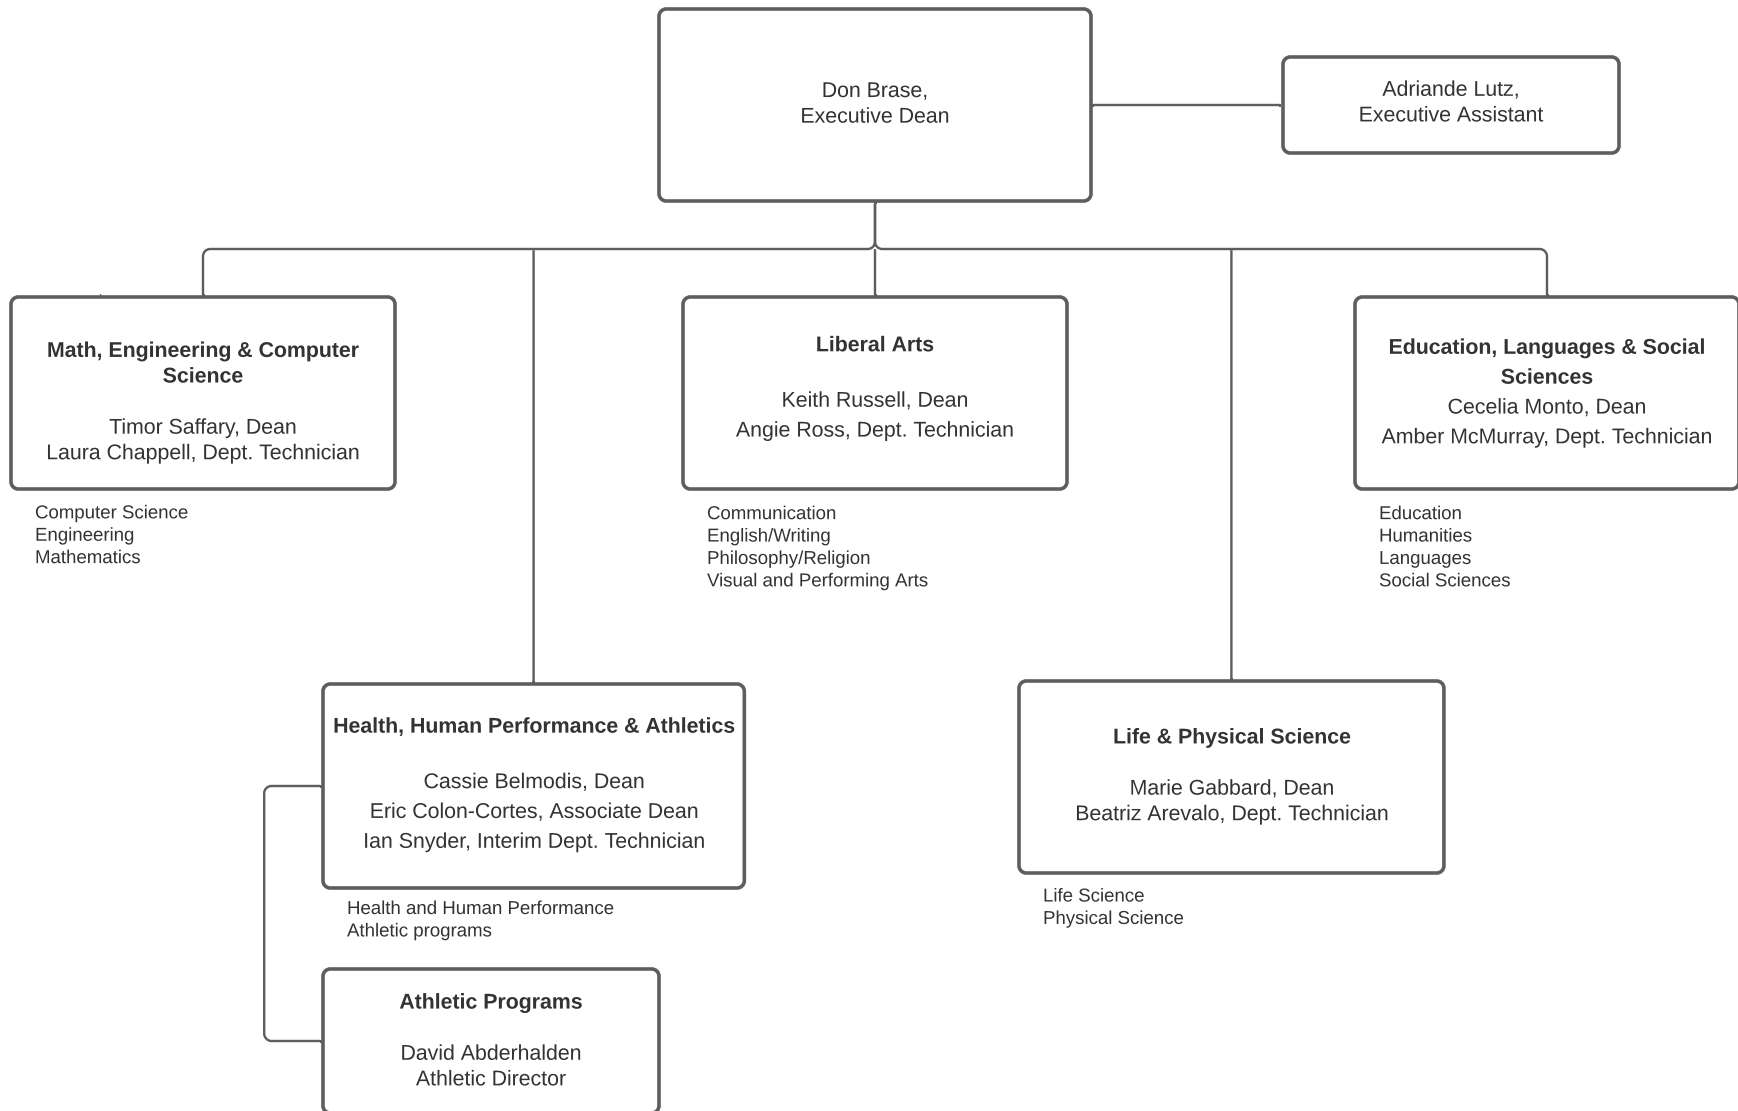 Don Brase,
Executive Dean
Adriande Lutz,
Executive Assistant
Math, Engineering & Computer
Science
Timor Saffary, Dean
Laura Chappell, Dept. Technician
Computer Science
Engineering
Mathematics
Liberal Arts
Keith Russell, Dean
Angie Ross, Dept. Technician
Communication
English/Writing
Philosophy/Religion
Visual and Performing Arts
Education, Languages & Social
Sciences
Cecelia Monto, Dean
Amber McMurray, Dept. Technician
Education
Humanities
Languages
Social Sciences
Health, Human Performance & Athletics
Cassie Belmodis, Dean
Eric Colon-Cortes, Associate Dean
Ian Snyder, Interim Dept. Technician
Health and Human Performance
Athletic programs
Life & Physical Science
Marie Gabbard, Dean
Beatriz Arevalo, Dept. Technician
Life Science
Physical Science
Athletic Programs
David Abderhalden
Athletic Director